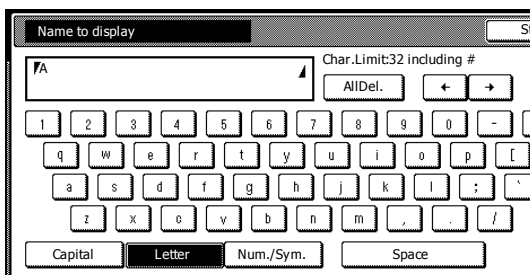 Name to display
St
A
Char.Limit:32 including #
AllDel. ← →
1 2 3 4 5 6 7 8 9 0 -
q w e r t y u i o p [
a s d f g h j k l ; `
z x c v b n m , . /
Capital Letter Num./Sym. Space